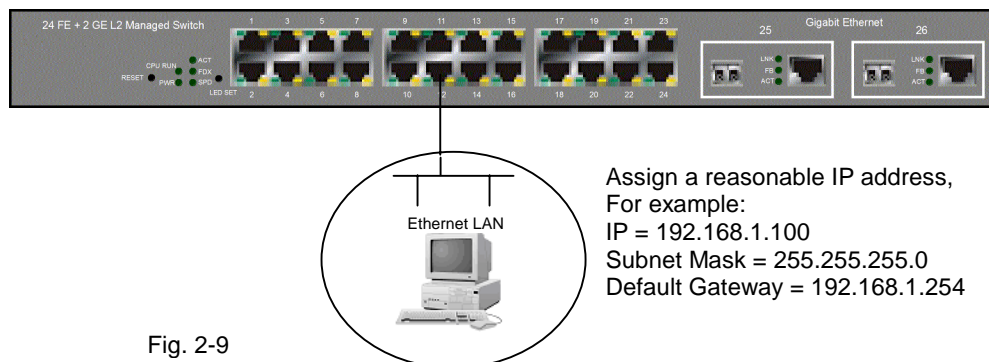 24 FE + 2 GE L2 Managed Switch
1 3 5 7
9 11 13 15
17 19 21 23
Gigabit Ethernet
25 26
CPU RUN ACT
RESET FDX
PWR SPD
LED SET
LNK
FB
ACT
LNK
FB
ACT
2 4 6 8
10 12 14 16
18 20 22 24
Ethernet LAN
Assign a reasonable IP address,
For example:
IP = 192.168.1.100
Subnet Mask = 255.255.255.0
Default Gateway = 192.168.1.254
Fig. 2-9